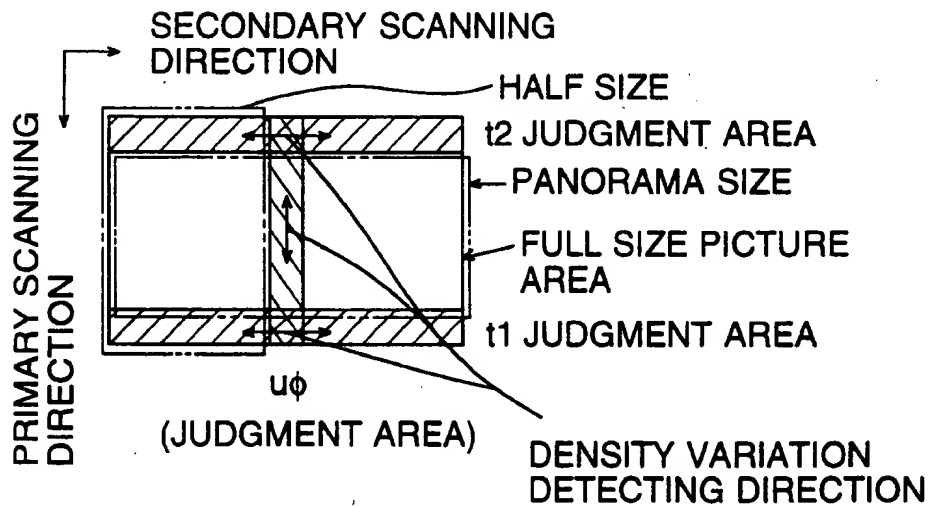 SECONDARY SCANNING
DIRECTION
PRIMARY SCANNING
DIRECTION
HALF SIZE
t2 JUDGMENT AREA
PANORAMA SIZE
FULL SIZE PICTURE
AREA
t1 JUDGMENT AREA
uϕ
(JUDGMENT AREA)
DENSITY VARIATION
DETECTING DIRECTION